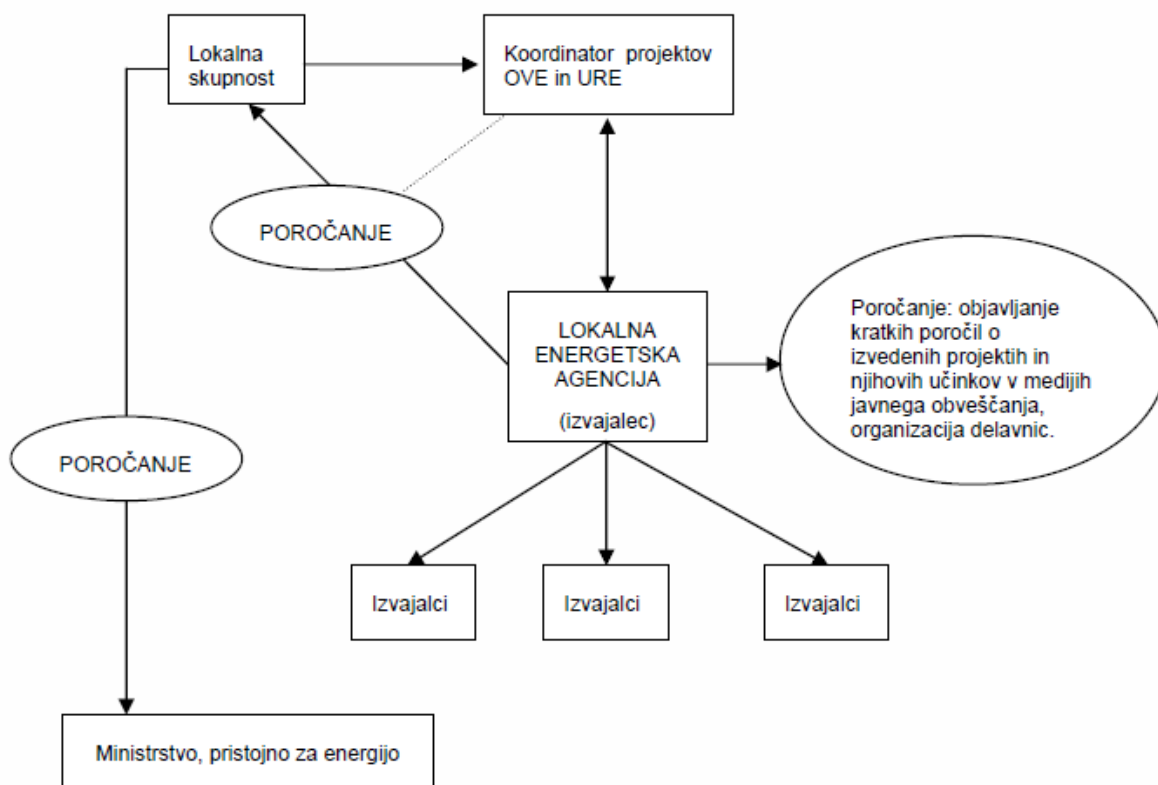 Lokalna
skupnost
Koordinator projektov
OVE in URE
POROČANJE
LOKALNA
ENERGETSKA
AGENCIJA
(izvajalec)
Poročanje: objavljanje
kratkih poročil o
izvedenih projektih in
njihovih učinkov v medijih
javnega obveščanja,
organizacija delavnic.
POROČANJE
Izvajalci
Izvajalci
Izvajalci
Ministrstvo, pristojno za energijo